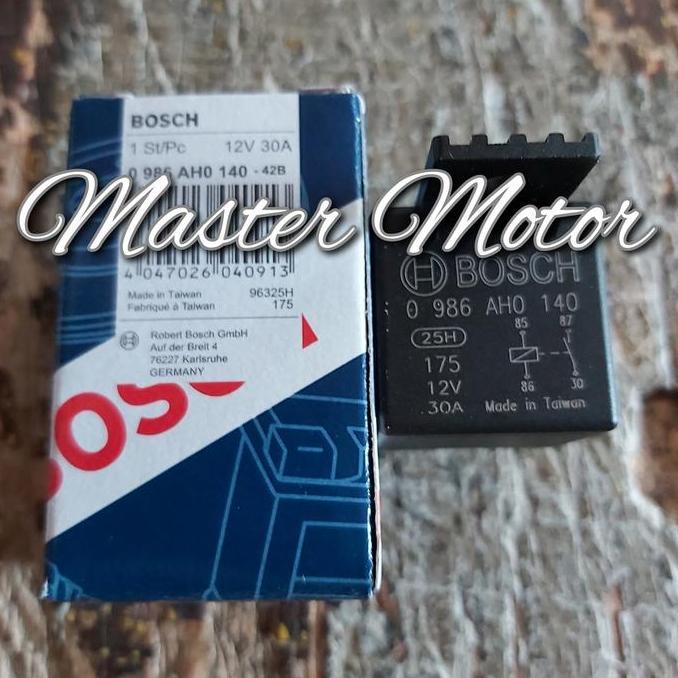 BOSCH
1 St/Pc 12V 30A
0 986 AH0 140 - 42B
Master Motor
4 047026 040913
Made in Taiwan 96325H
Fabriqué à Taiwan 175
Robert Bosch GmbH
Auf der Breit 4
76227 Karlsruhe
GERMANY
BOSCH
0 986 AH0 140
25H
175
12V
30A
85 87
86 30
Made in Taiwan